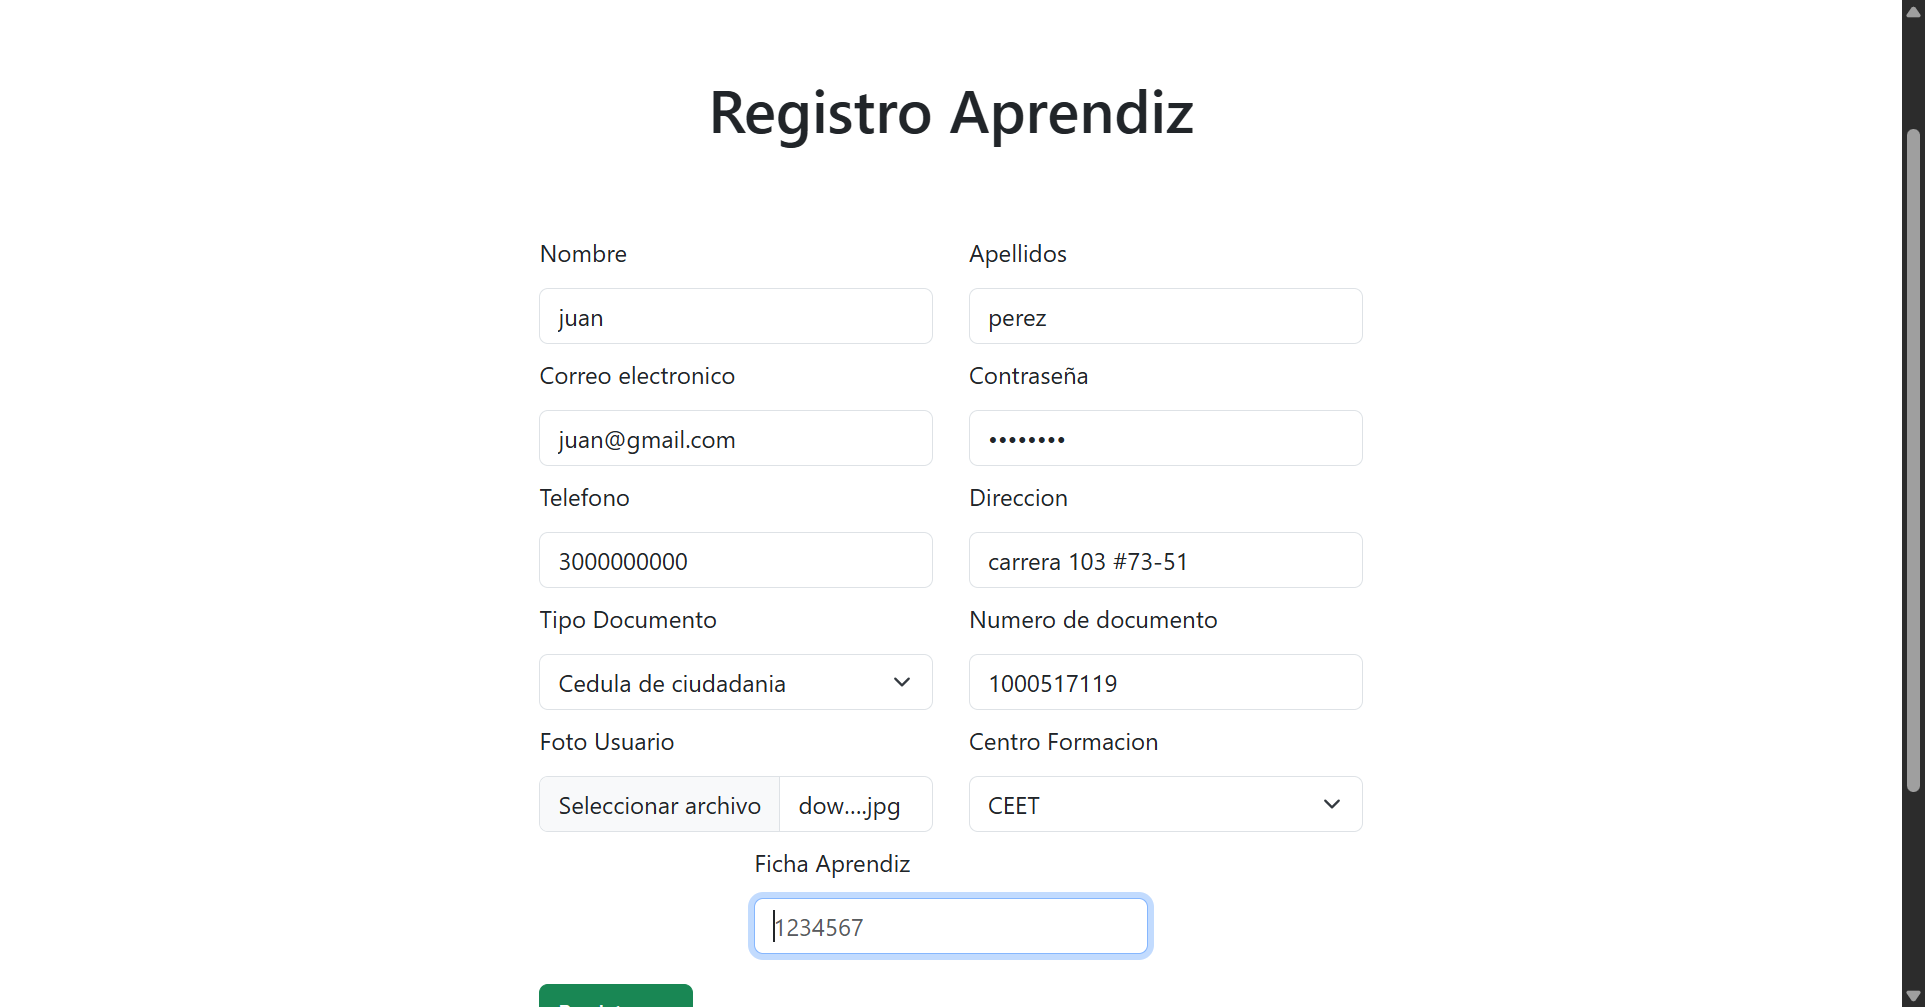 Registro Aprendiz
Nombre
Apellidos
juan
perez
Correo electronico
Contraseña
juan@gmail.com
••••••••
Telefono
Direccion
3000000000
carrera 103 #73-51
Tipo Documento
Numero de documento
Cedula de ciudadania
1000517119
Foto Usuario
Centro Formacion
Seleccionar archivo
dow....jpg
CEET
Ficha Aprendiz
1234567